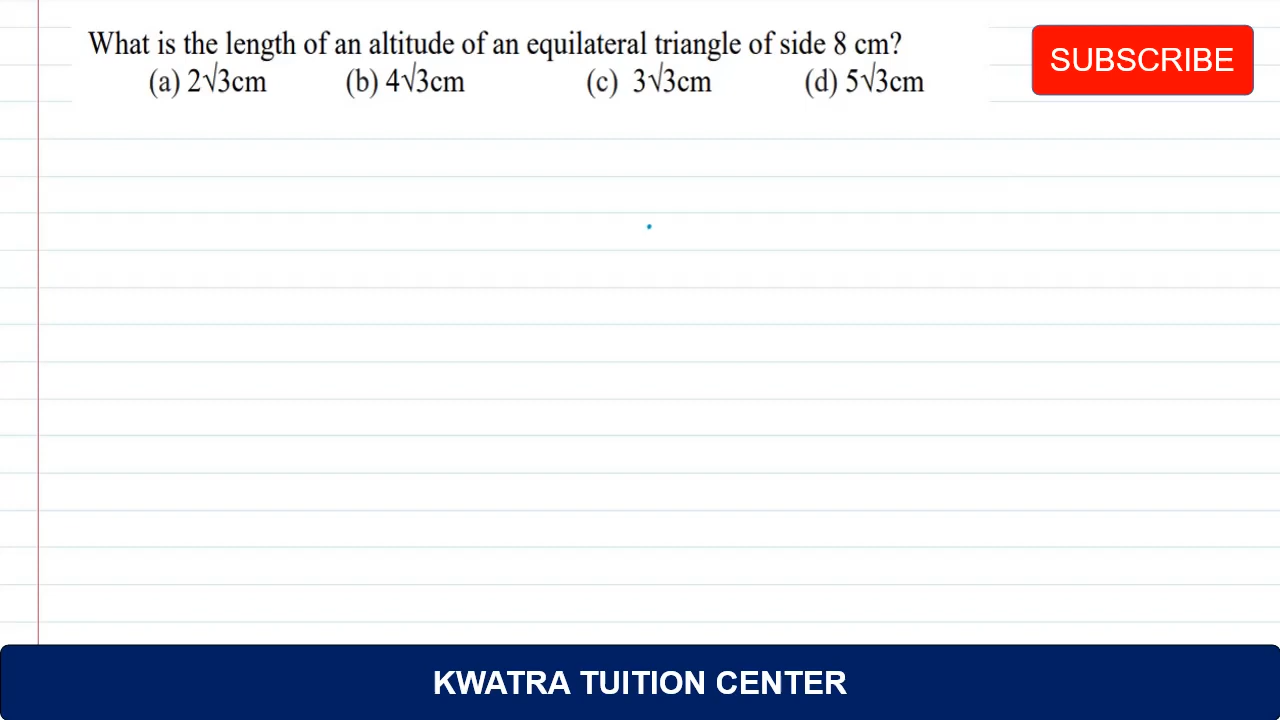 What is the length of an altitude of an equilateral triangle of side 8 cm?
(a) 2√3cm (b) 4√3cm (c) 3√3cm (d) 5√3cm
SUBSCRIBE
KWATRA TUITION CENTER